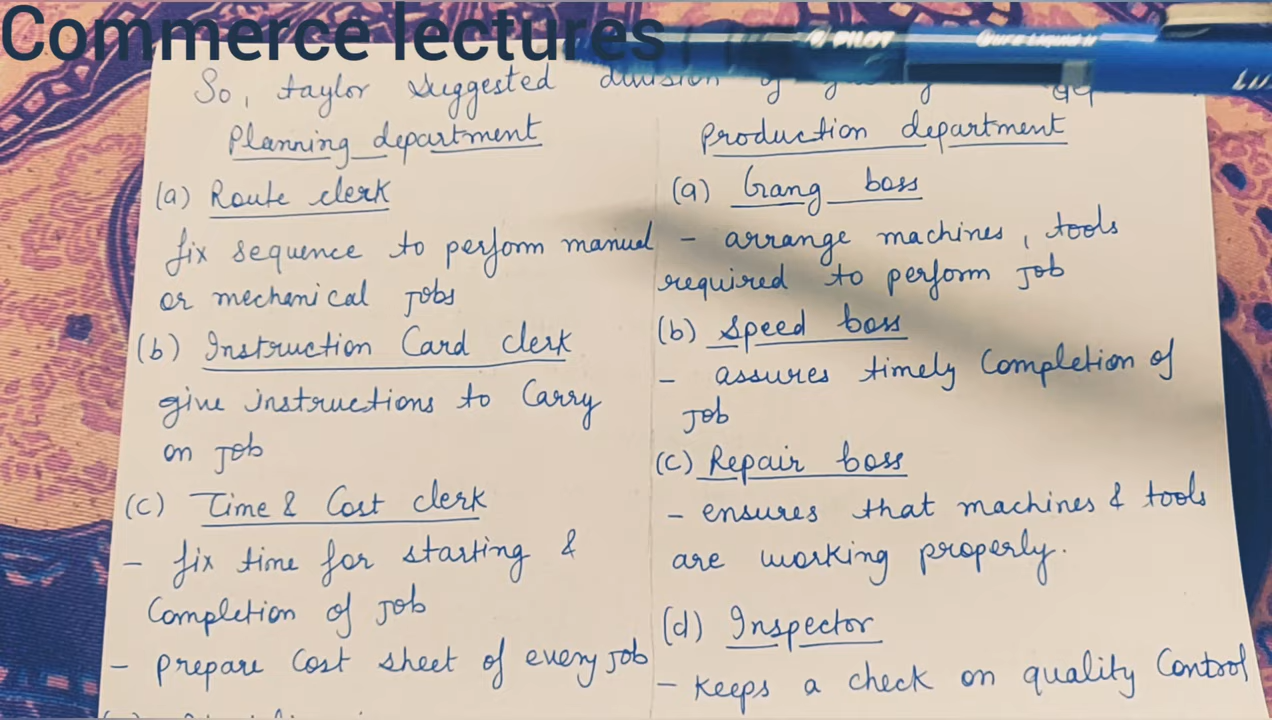 Commerce lectures
PILOT
So, taylor suggested division of
Planning department
(a) Route clerk
fix sequence to perform manual
or mechanical jobs
(b) Instruction Card clerk
give instructions to Carry
on job
(c) Time & Cost clerk
- fix time for starting &
Completion of job
- prepare Cost sheet of every job
Production department
(a) Gang boss
- arrange machines, tools
required to perform job
(b) Speed boss
- assures timely Completion of
job
(c) Repair boss
- ensures that machines & tools
are working properly.
(d) Inspector
- keeps a check on quality Control